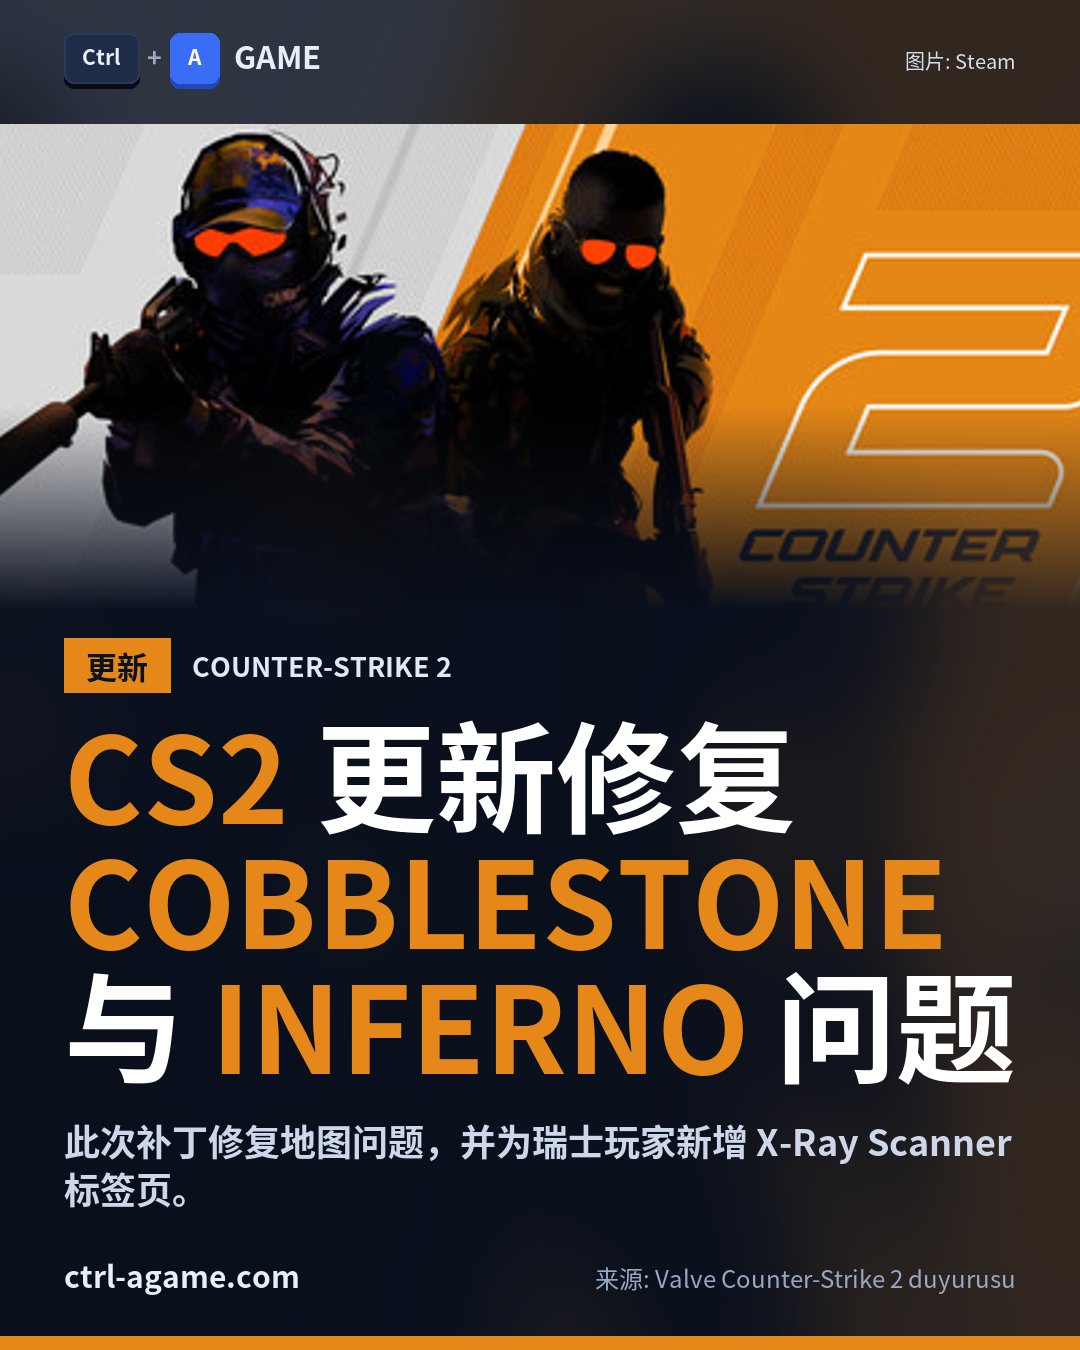 Ctrl + A GAME
图片: Steam
2
COUNTER
STRIKE
更新 COUNTER-STRIKE 2
CS2 更新修复
COBBLESTONE
与 INFERNO 问题
此次补丁修复地图问题，并为瑞士玩家新增 X-Ray Scanner
标签页。
ctrl-agame.com
来源: Valve Counter-Strike 2 duyurusu